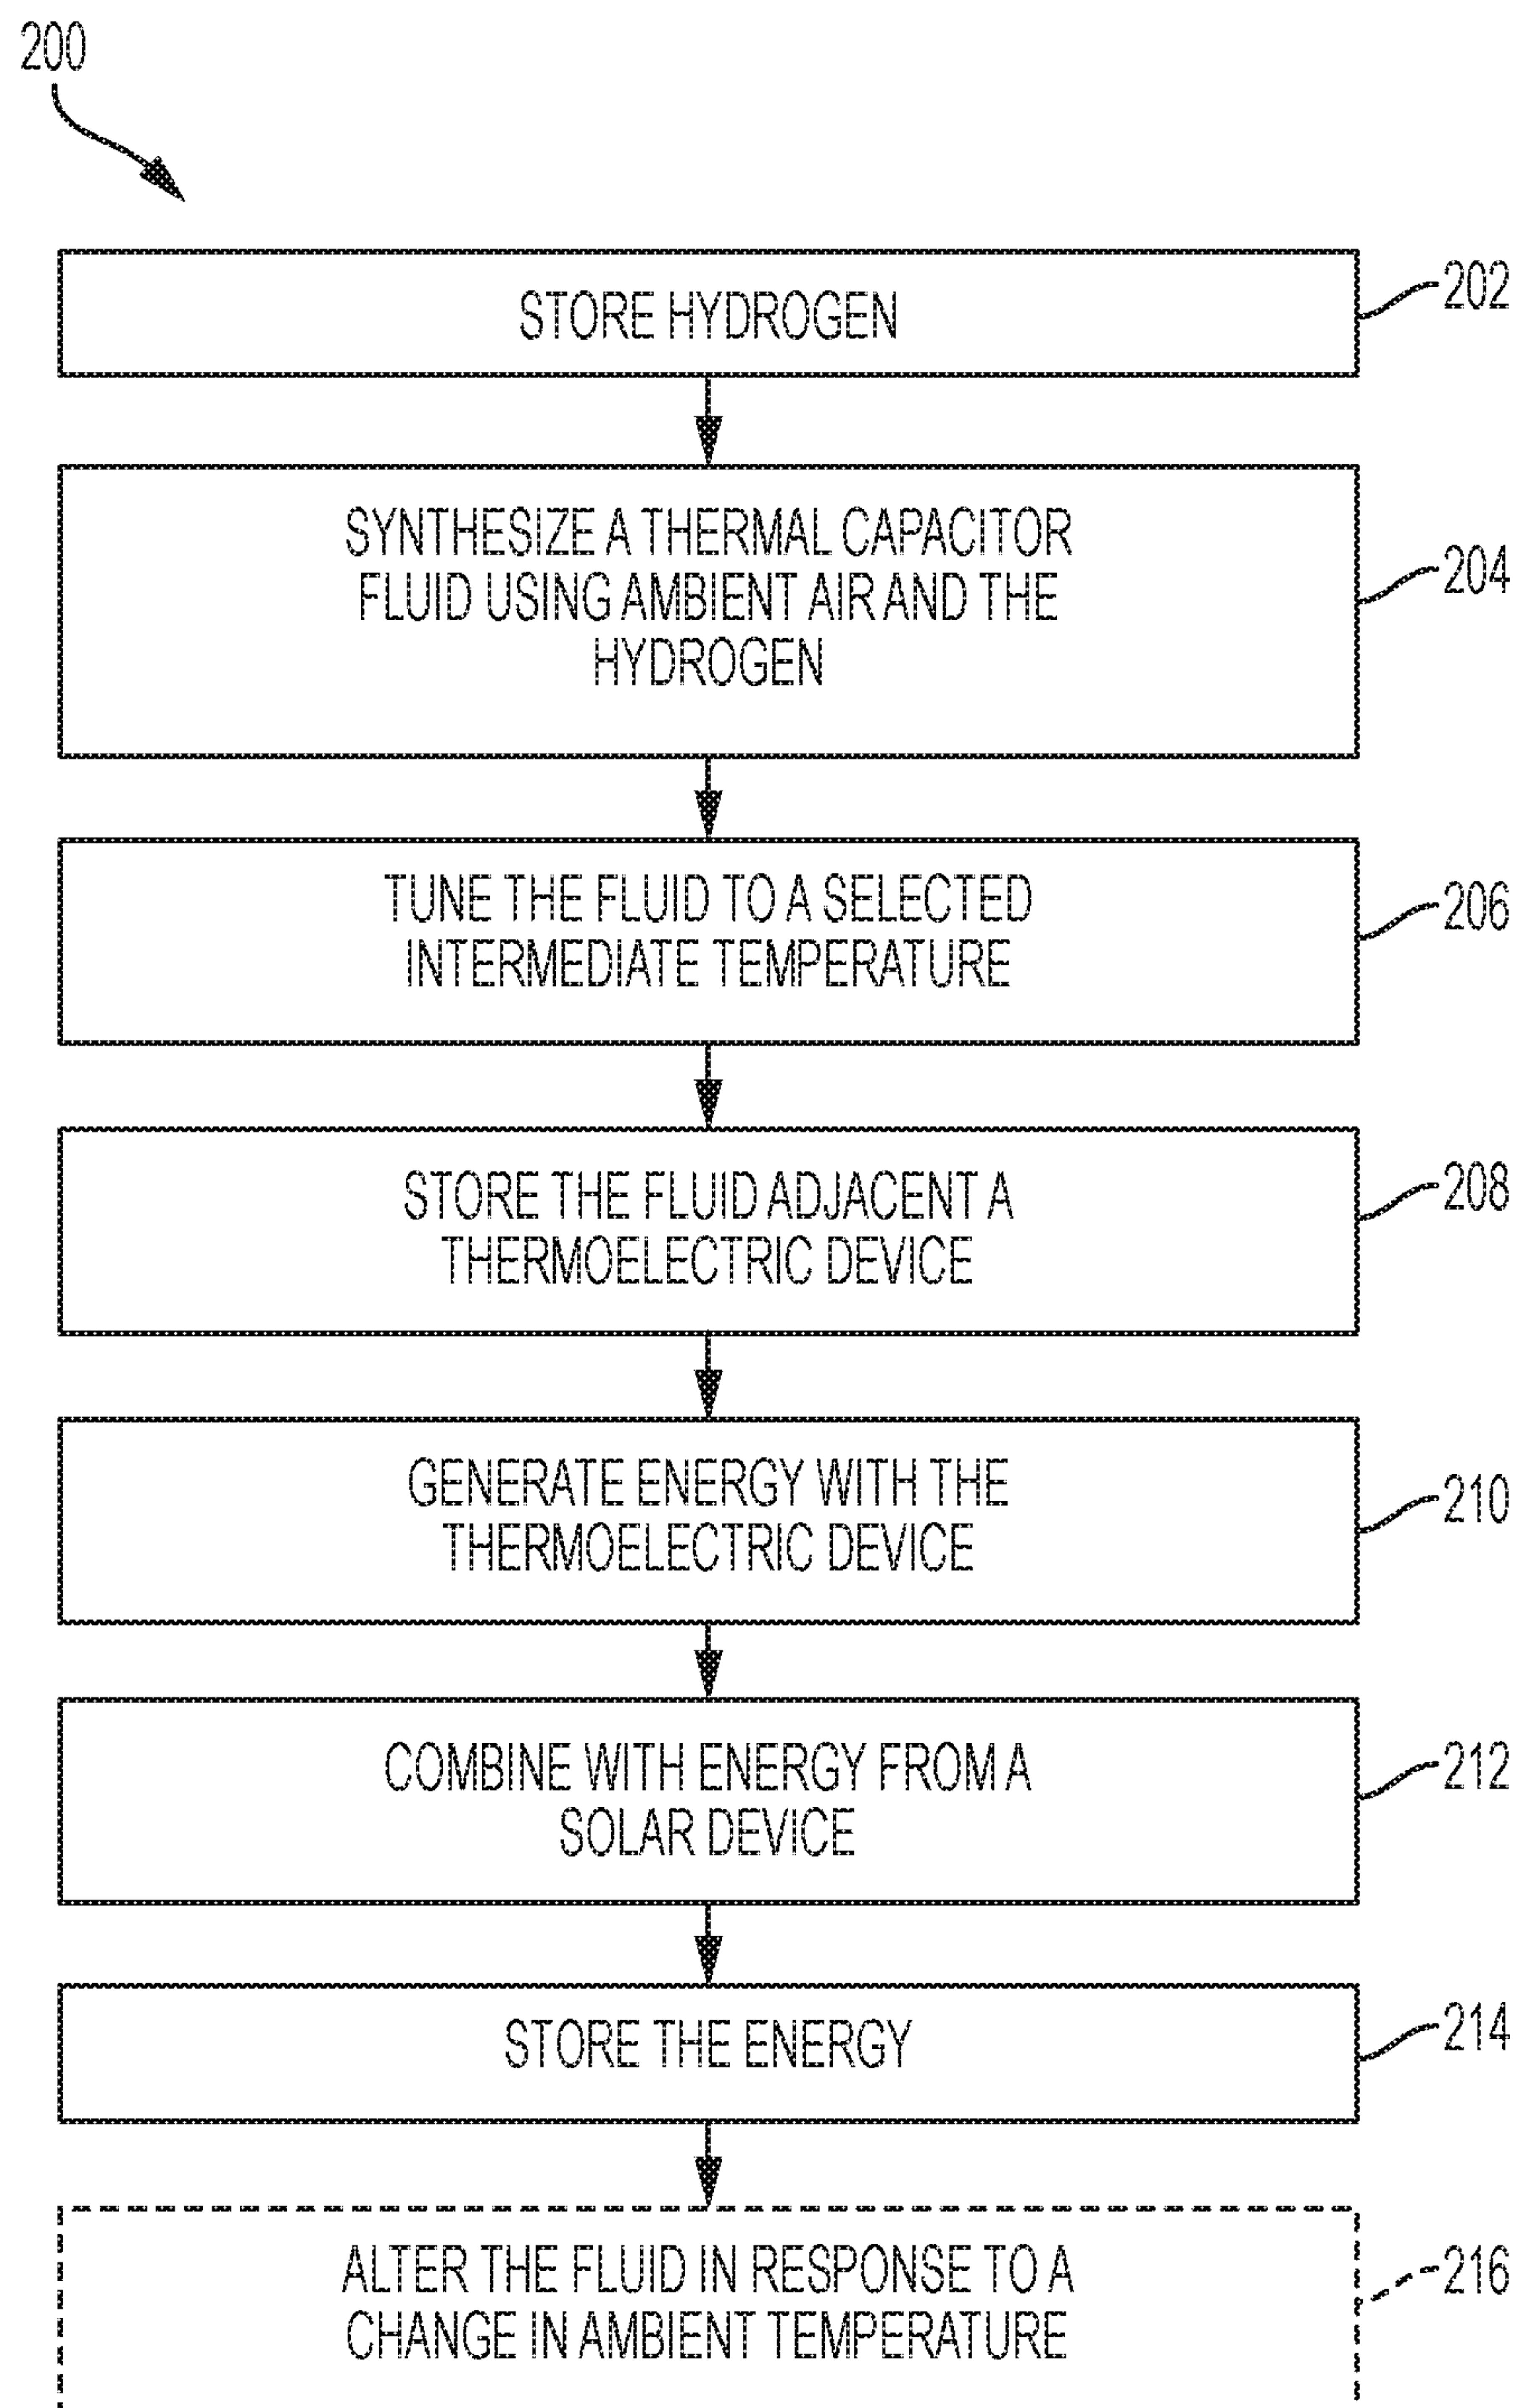 200
STORE HYDROGEN
202
SYNTHESIZE A THERMAL CAPACITOR
FLUID USING AMBIENT AIR AND THE
HYDROGEN
204
TUNE THE FLUID TO A SELECTED
INTERMEDIATE TEMPERATURE
206
STORE THE FLUID ADJACENT A
THERMOELECTRIC DEVICE
208
GENERATE ENERGY WITH THE
THERMOELECTRIC DEVICE
210
COMBINE WITH ENERGY FROM A
SOLAR DEVICE
212
STORE THE ENERGY
214
ALTER THE FLUID IN RESPONSE TO A
CHANGE IN AMBIENT TEMPERATURE
216